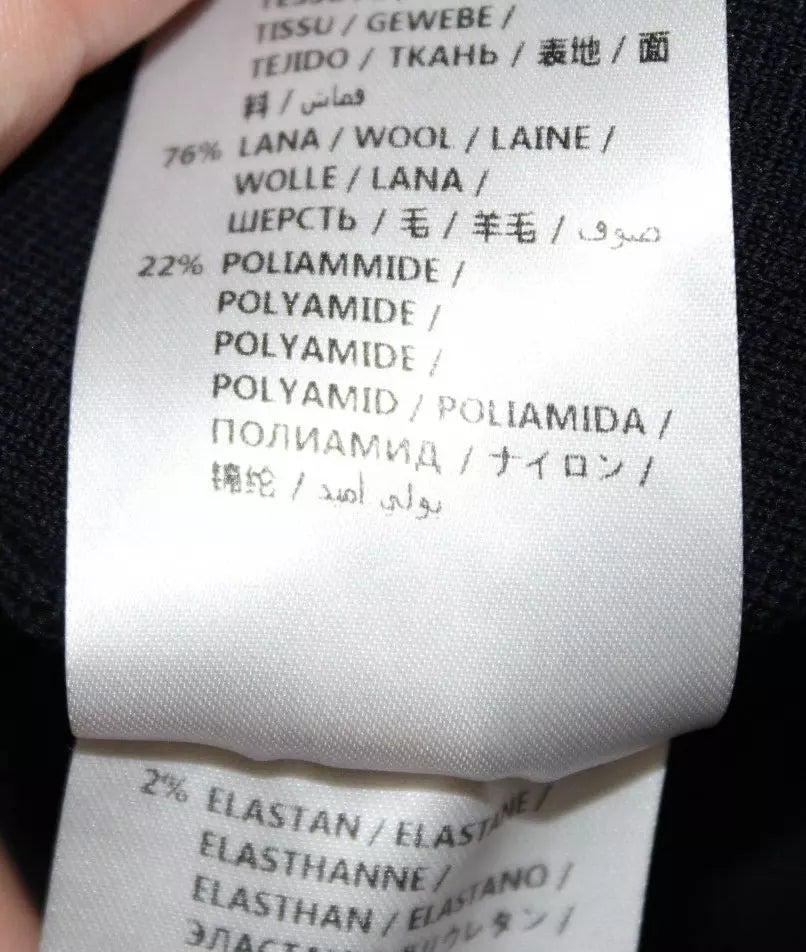 TISSU / GEWEBE /
TEJIDO / ТКАНЬ / 表地 / 面
料 / قماش
76% LANA / WOOL / LAINE /
WOLLE / LANA /
ШЕРСТЬ / 毛 / 羊毛 / صوف
22% POLIAMMIDE /
POLYAMIDE /
POLYAMIDE /
POLYAMID / POLIAMIDA /
ПОЛИАМИД / ナイロン /
锦纶 / بولي أميد
2% ELASTAN / ELASTANE /
ELASTHANNE /
ELASTHAN / ELASTANO /